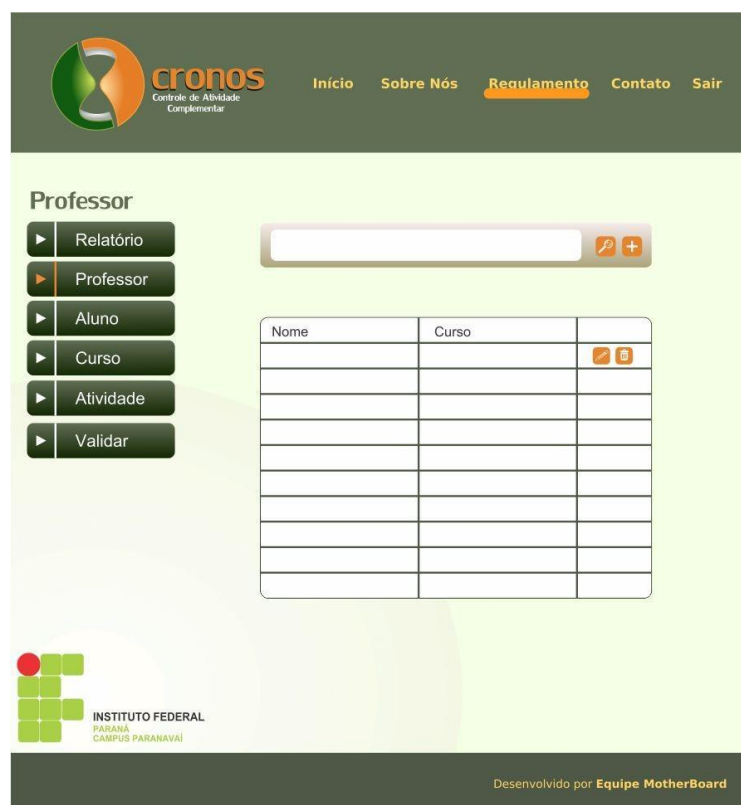 cronos
Controle de Atividade
Complementar
Início Sobre Nós Regulamento Contato Sair
Professor
Relatório
Professor
Aluno
Curso
Atividade
Validar
Nome Curso
INSTITUTO FEDERAL
PARANÁ
CAMPUS PARANAVAÍ
Desenvolvido por Equipe MotherBoard